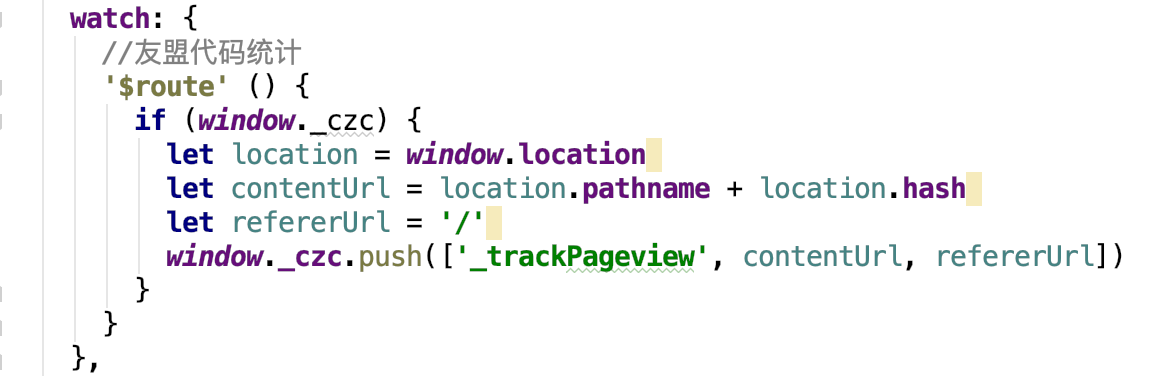 watch: {
//友盟代码统计
'$route' () {
if (window._czc) {
let location = window.location
let contentUrl = location.pathname + location.hash
let refererUrl = '/'
window._czc.push(['_trackPageview', contentUrl, refererUrl])
}
}
},